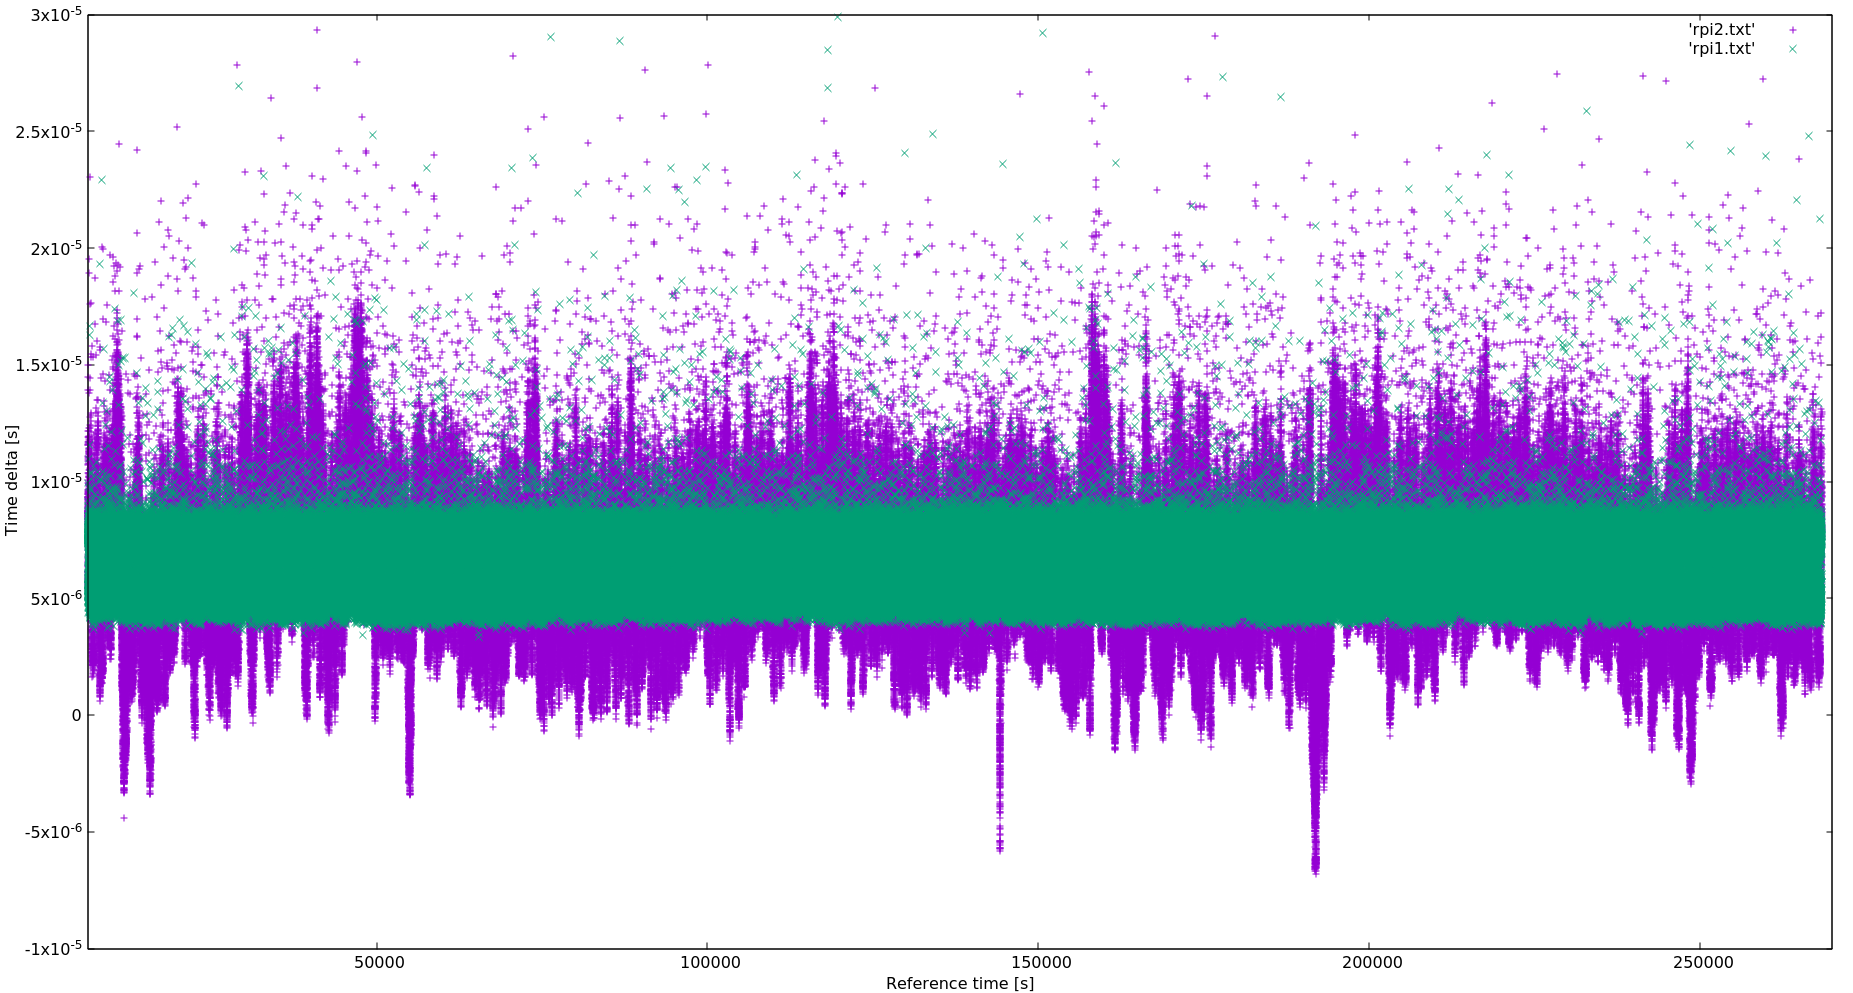 3x10-5
'rpi2.txt'
'rpi1.txt'
2.5x10-5
2x10-5
1.5x10-5
1x10-5
Time delta [s]
5x10-6
0
-5x10-6
-1x10-5
50000 100000 150000 200000 250000
Reference time [s]